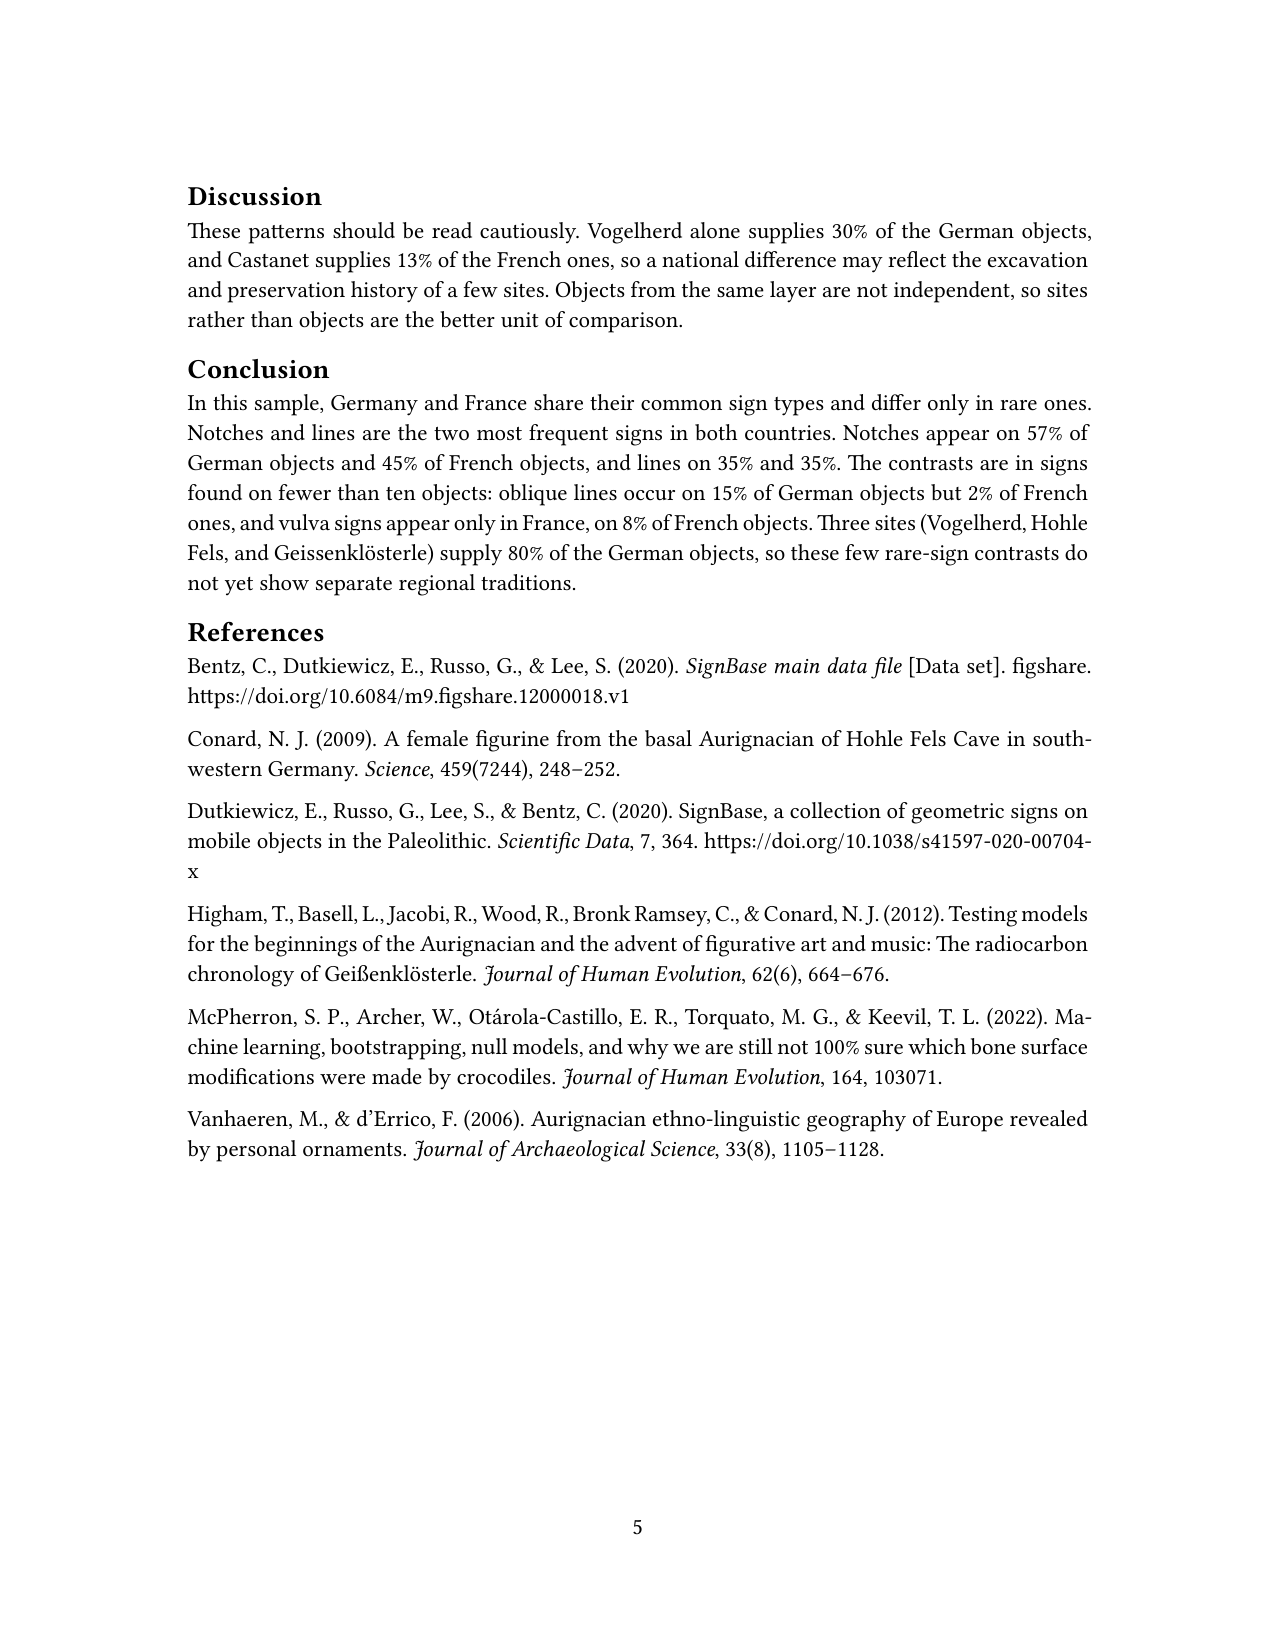 Discussion
These patterns should be read cautiously. Vogelherd alone supplies 30% of the German objects,
and Castanet supplies 13% of the French ones, so a national difference may reflect the excavation
and preservation history of a few sites. Objects from the same layer are not independent, so sites
rather than objects are the better unit of comparison.
Conclusion
In this sample, Germany and France share their common sign types and differ only in rare ones.
Notches and lines are the two most frequent signs in both countries. Notches appear on 57% of
German objects and 45% of French objects, and lines on 35% and 35%. The contrasts are in signs
found on fewer than ten objects: oblique lines occur on 15% of German objects but 2% of French
ones, and vulva signs appear only in France, on 8% of French objects. Three sites (Vogelherd, Hohle
Fels, and Geissenklösterle) supply 80% of the German objects, so these few rare-sign contrasts do
not yet show separate regional traditions.
References
Bentz, C., Dutkiewicz, E., Russo, G., & Lee, S. (2020). SignBase main data file [Data set]. figshare.
https://doi.org/10.6084/m9.figshare.12000018.v1
Conard, N. J. (2009). A female figurine from the basal Aurignacian of Hohle Fels Cave in south-
western Germany. Science, 459(7244), 248–252.
Dutkiewicz, E., Russo, G., Lee, S., & Bentz, C. (2020). SignBase, a collection of geometric signs on
mobile objects in the Paleolithic. Scientific Data, 7, 364. https://doi.org/10.1038/s41597-020-00704-
x
Higham, T., Basell, L., Jacobi, R., Wood, R., Bronk Ramsey, C., & Conard, N. J. (2012). Testing models
for the beginnings of the Aurignacian and the advent of figurative art and music: The radiocarbon
chronology of Geißenklösterle. Journal of Human Evolution, 62(6), 664–676.
McPherron, S. P., Archer, W., Otárola-Castillo, E. R., Torquato, M. G., & Keevil, T. L. (2022). Ma-
chine learning, bootstrapping, null models, and why we are still not 100% sure which bone surface
modifications were made by crocodiles. Journal of Human Evolution, 164, 103071.
Vanhaeren, M., & d’Errico, F. (2006). Aurignacian ethno-linguistic geography of Europe revealed
by personal ornaments. Journal of Archaeological Science, 33(8), 1105–1128.
5